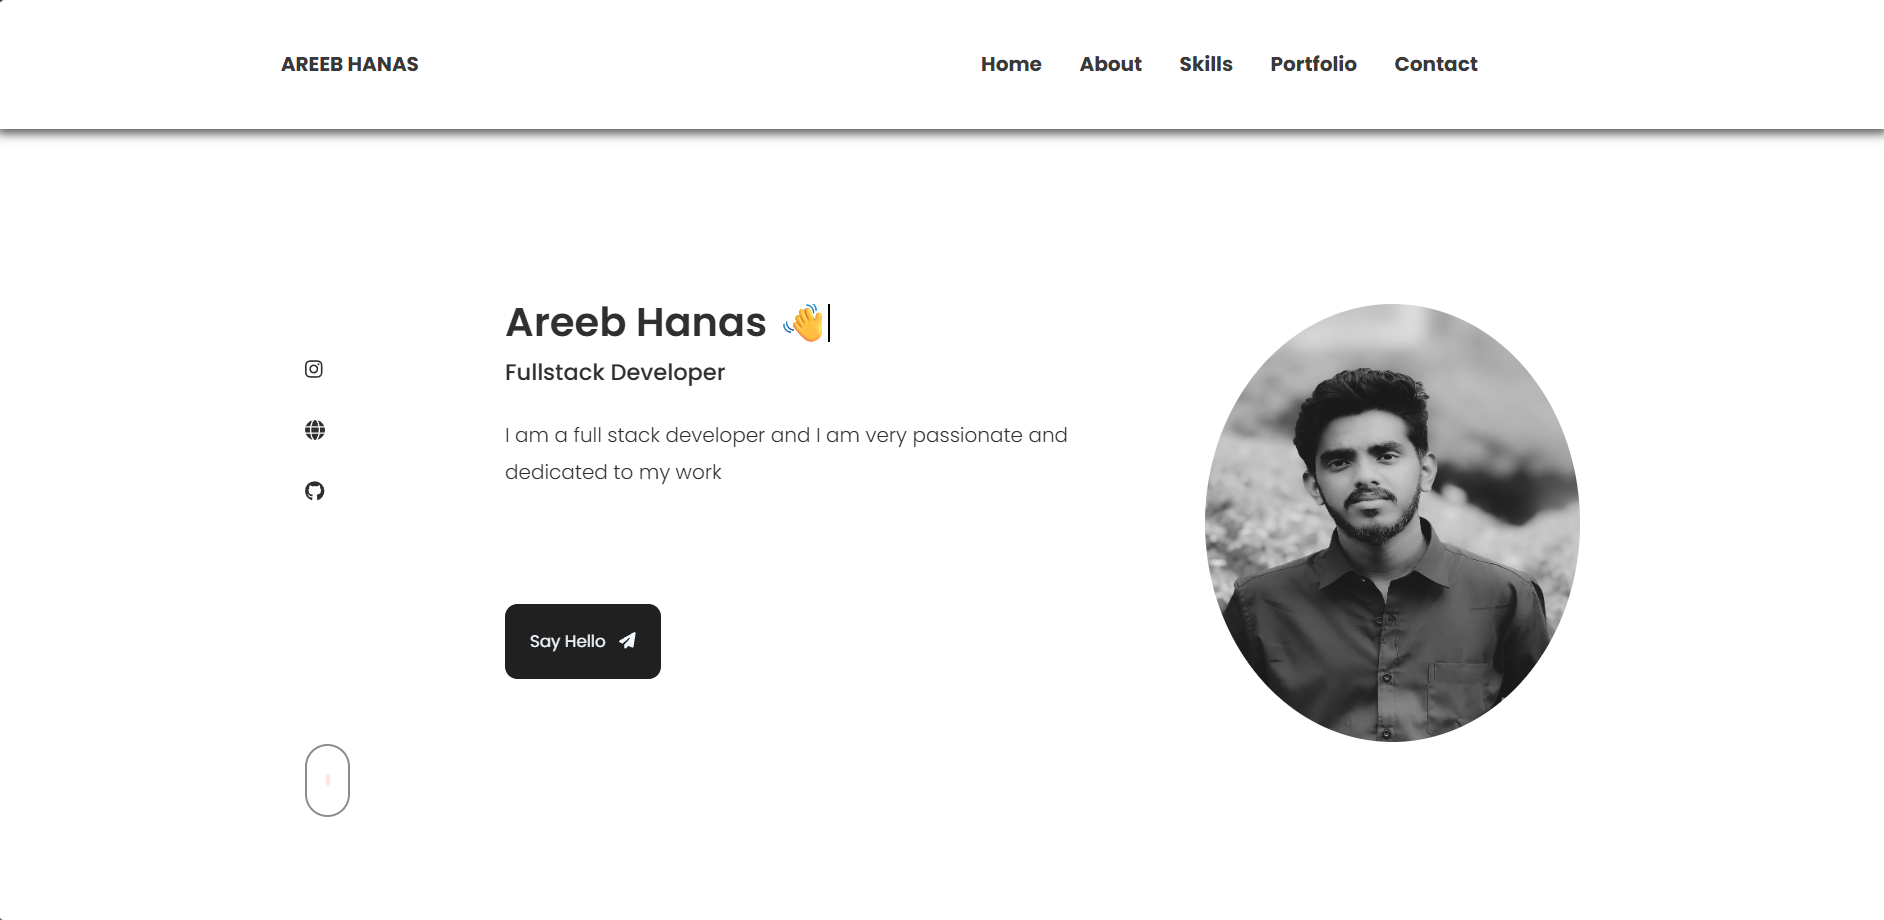 AREEB HANAS
Home About Skills Portfolio Contact
Areeb Hanas 👋
Fullstack Developer
I am a full stack developer and I am very passionate and
dedicated to my work
Say Hello